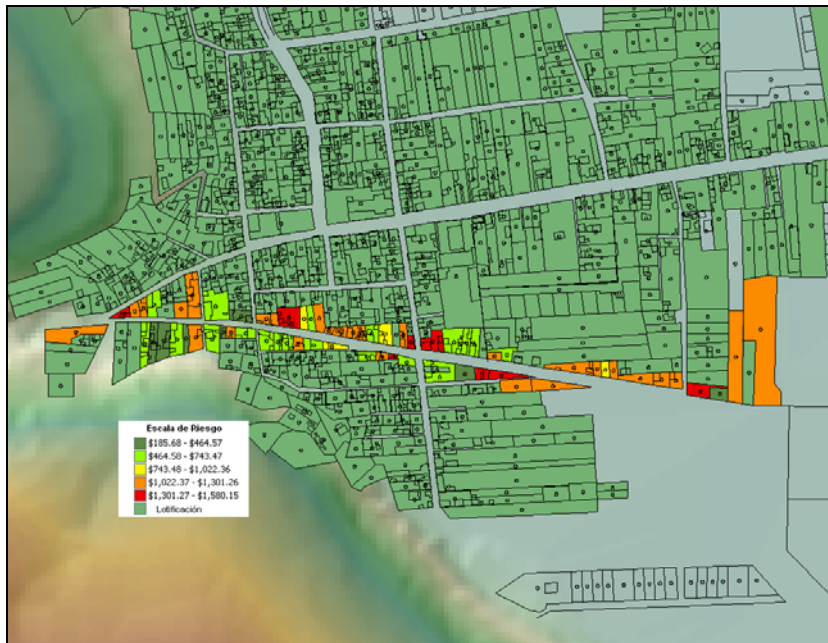 Escala de Riesgo
$185.68 - $464.57
$464.58 - $743.47
$743.48 - $1,022.36
$1,022.37 - $1,301.26
$1,301.27 - $1,580.15
Lotificación